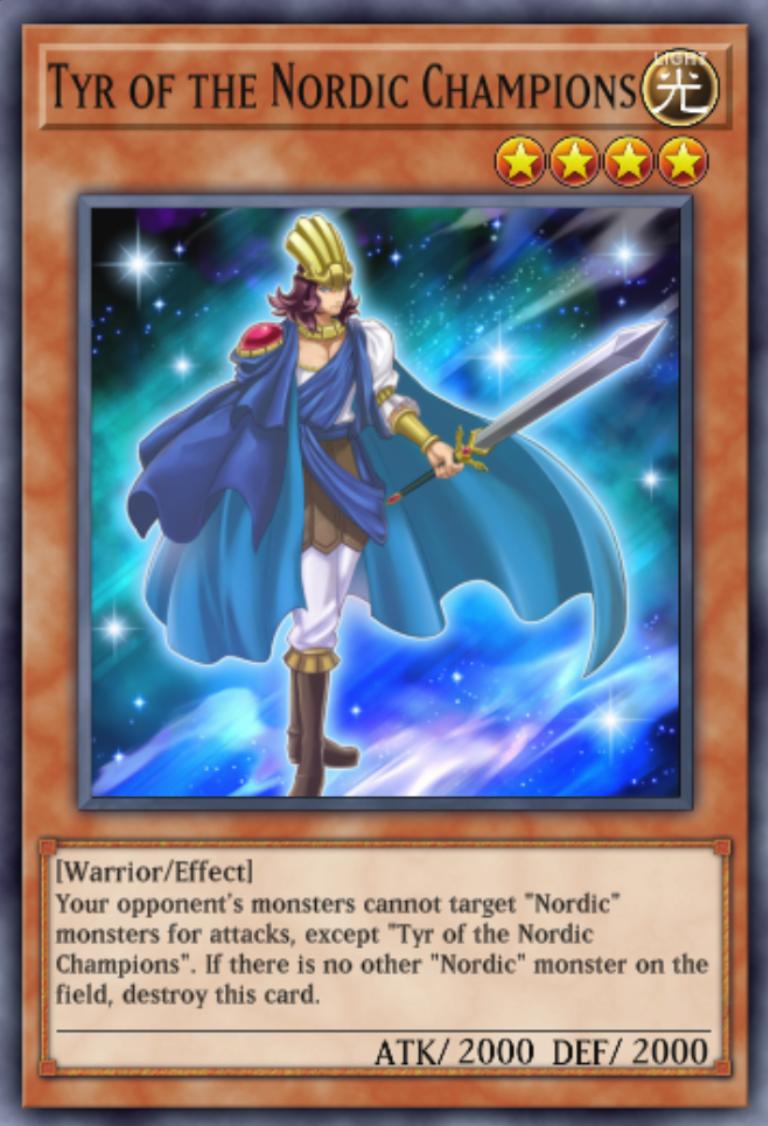 Tyr of the Nordic Champions
LIGHT
光
[Warrior/Effect]
Your opponent's monsters cannot target "Nordic"
monsters for attacks, except "Tyr of the Nordic
Champions". If there is no other "Nordic" monster on the
field, destroy this card.
ATK/ 2000 DEF/ 2000